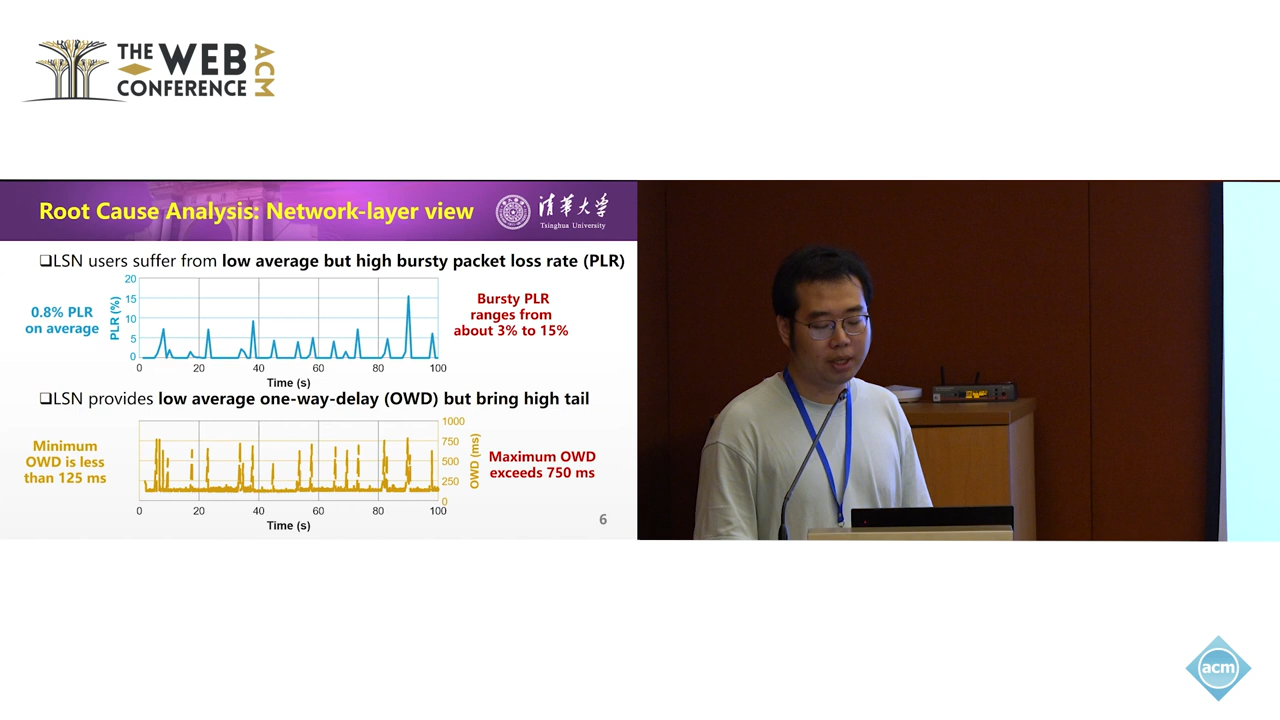 THE WEB
CONFERENCE
ACM
Root Cause Analysis: Network-layer view
清华大学
Tsinghua University
❑LSN users suffer from low average but high bursty packet loss rate (PLR)
0.8% PLR
on average
PLR (%)
20
15
10
5
0
0 20 40 60 80 100
Time (s)
Bursty PLR
ranges from
about 3% to 15%
❑LSN provides low average one-way-delay (OWD) but bring high tail
Minimum
OWD is less
than 125 ms
1000
750
500
250
0
OWD (ms)
0 20 40 60 80 100
Time (s)
Maximum OWD
exceeds 750 ms
6
acm